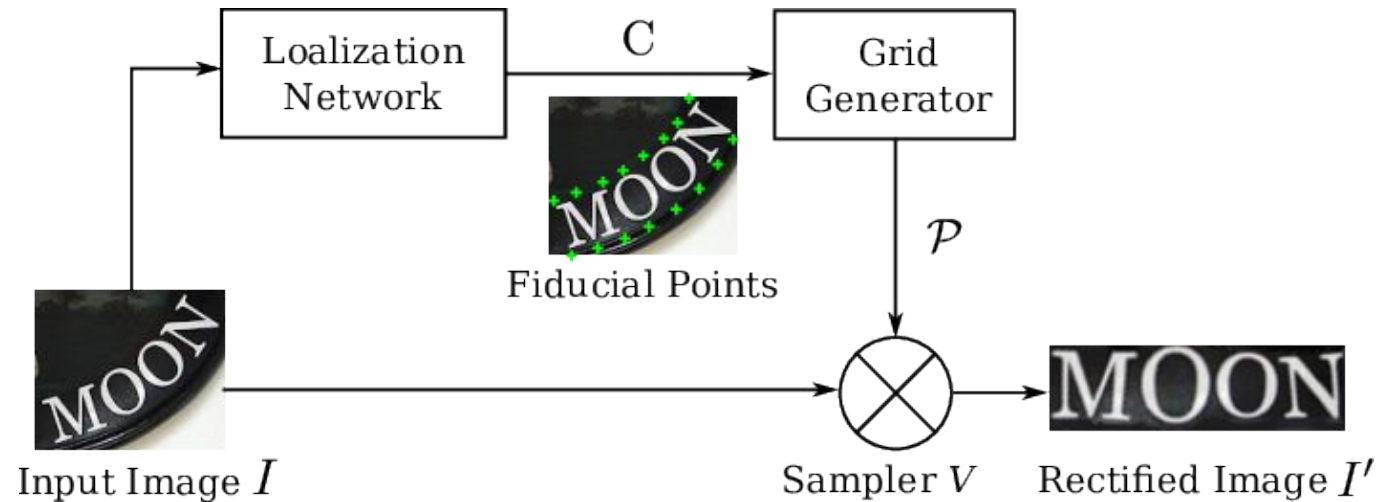 Loalization
Network
C
Grid
Generator
MOON
Fiducial Points
𝒫
MOON
Input Image I
Sampler V
MOON
Rectified Image I′